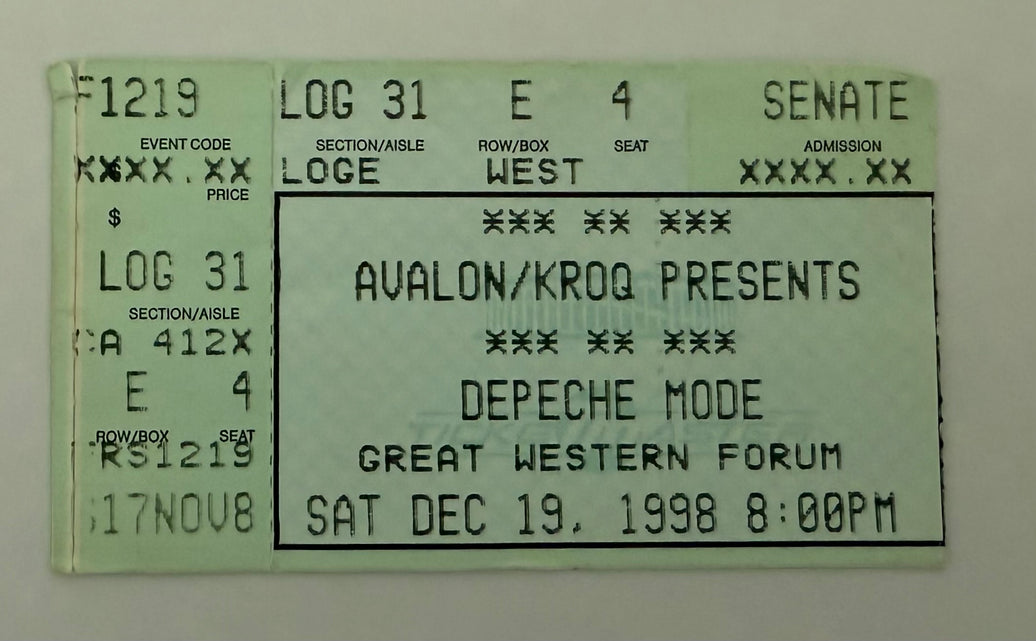 F1219
EVENT CODE
XXXX.XX
PRICE
$
LOG 31
SECTION/AISLE
CA 412X
E 4
ROW/BOX SEAT
RS1219
17NOV8
LOG 31 E 4 SENATE
SECTION/AISLE ROW/BOX SEAT ADMISSION
LOGE WEST XXXX.XX
*** ** ***
AVALON/KROQ PRESENTS
*** ** ***
DEPECHE MODE
GREAT WESTERN FORUM
SAT DEC 19, 1998 8:00PM